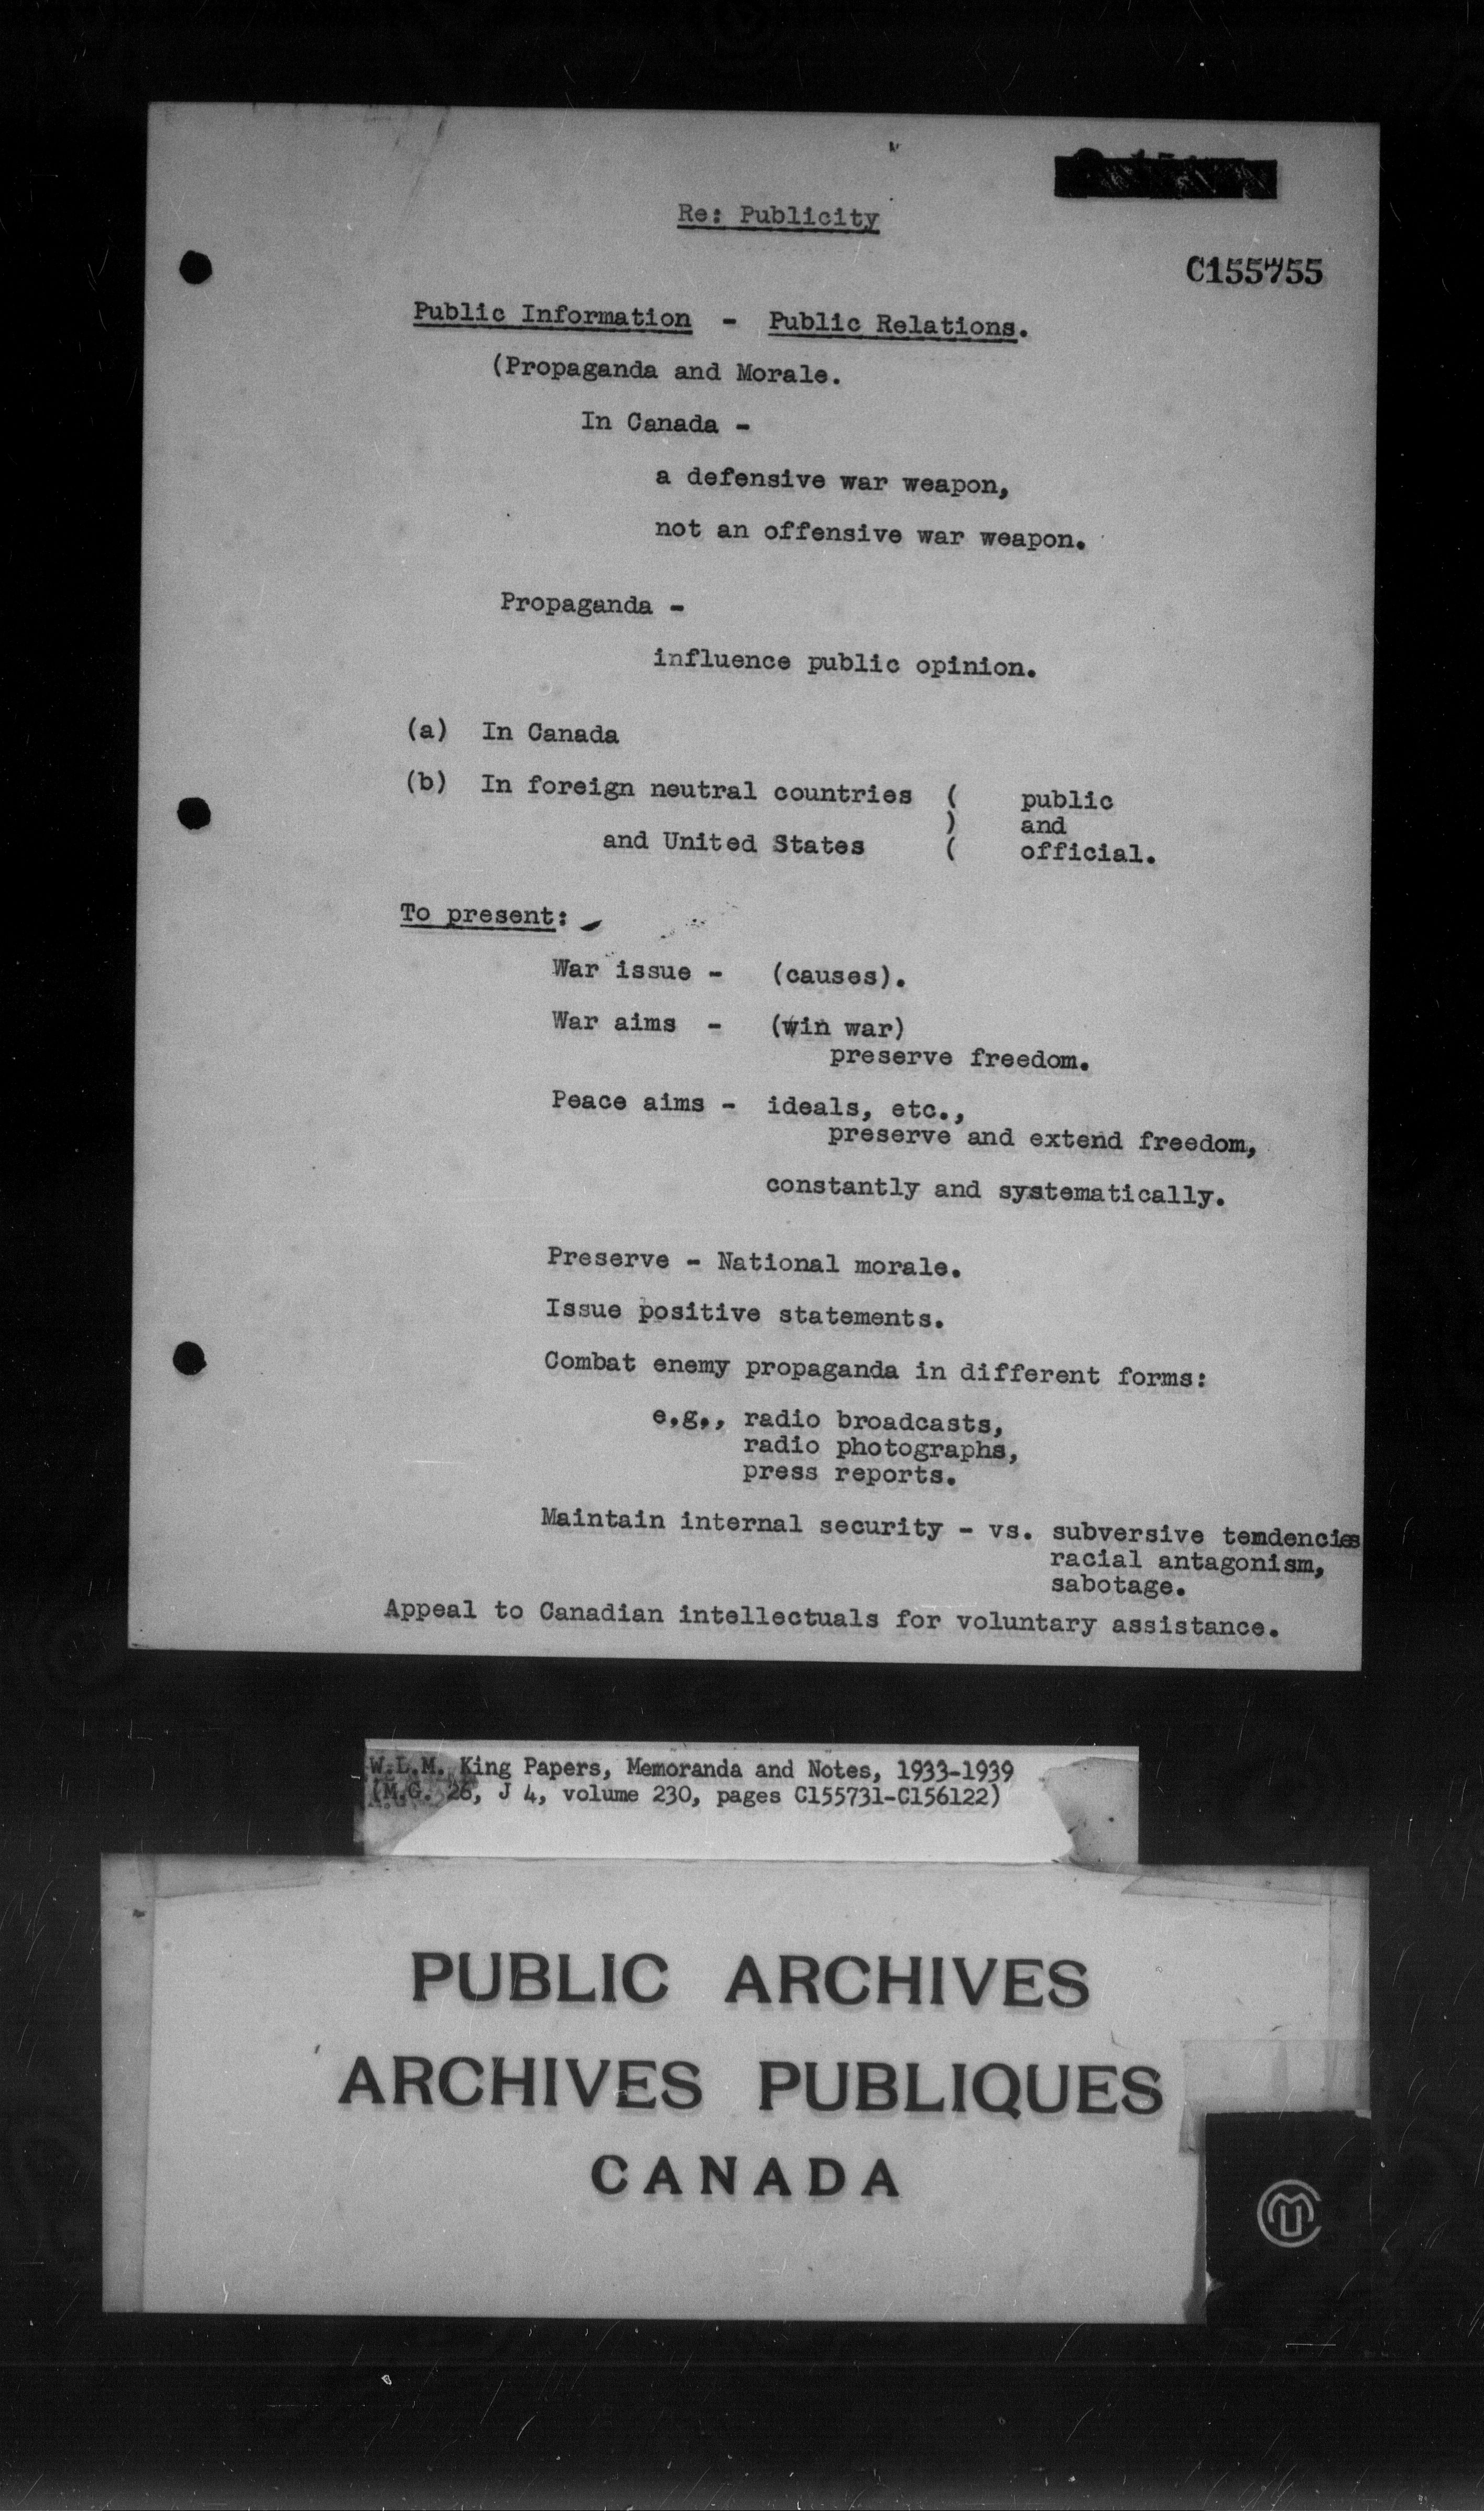 Re: Publicity
C155755
Public Information - Public Relations.
(Propaganda and Morale.
In Canada -
a defensive war weapon,
not an offensive war weapon.
Propaganda -
influence public opinion.
(a) In Canada
(b) In foreign neutral countries ( public
) and
and United States ( official.
To present:
War issue - (causes).
War aims - (win war)
preserve freedom.
Peace aims - ideals, etc.,
preserve and extend freedom,
constantly and systematically.
Preserve - National morale.
Issue positive statements.
Combat enemy propaganda in different forms:
e.g., radio broadcasts,
radio photographs,
press reports.
Maintain internal security - vs. subversive tendencies
racial antagonism,
sabotage.
Appeal to Canadian intellectuals for voluntary assistance.
W.L.M. King Papers, Memoranda and Notes, 1933-1939
(M.G. 26, J 4, volume 230, pages C155731-C156122)
PUBLIC ARCHIVES
ARCHIVES PUBLIQUES
CANADA